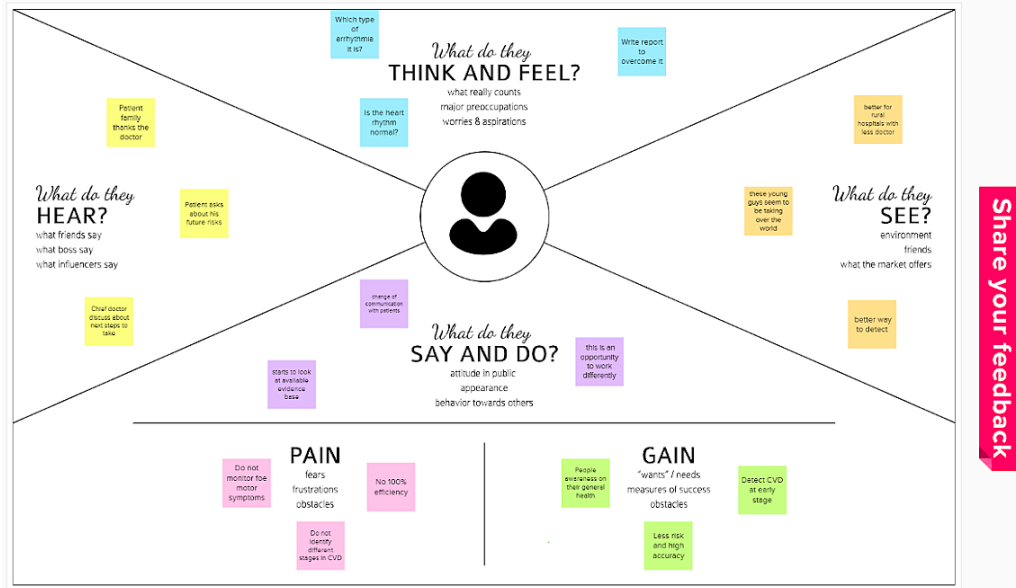 Which type
of
arrhythmia
it is?
What do they
THINK AND FEEL?
what really counts
major preocupations
worries & aspirations
Write report
to
overcome it
Is the heart
rhythm
normal?
Patient
family
thanks the
doctor
What do they
HEAR?
what friends say
what boss say
what influencers say
Patient asks
about his
future risks
Chief doctor
discuss about
next steps to
take
better for
rural
hospitals with
less doctor
these young
guys seem to
be taking
over the
world
What do they
SEE?
environment
friends
what the market offers
better way
to detect
change of
communication
with patients
What do they
SAY AND DO?
attitude in public
appearance
behavior towards others
starts to look
at available
evidence
base
this is an
opportunity
to work
differently
PAIN
fears
frustrations
obstacles
Do not
monitor foe
motor
symptoms
No 100%
efficiency
Do not
identify
different
stages in CVD
GAIN
"wants" / needs
measures of success
obstacles
People
awareness on
their general
health
Detect CVD
at early
stage
Less risk
and high
accuracy
Share your feedback